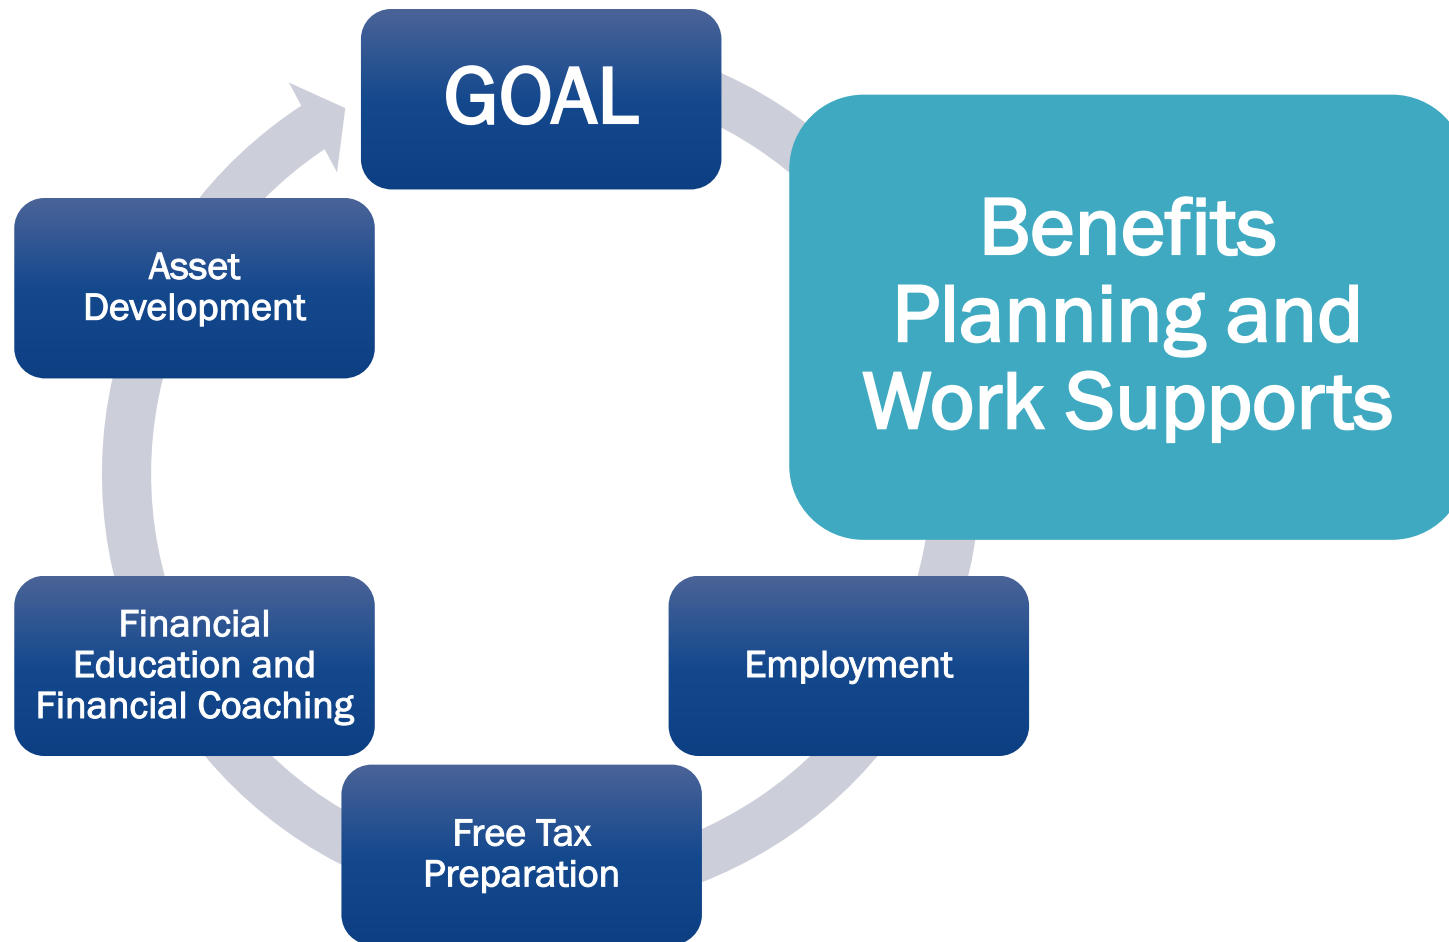 GOAL
Benefits
Planning and
Work Supports
Employment
Free Tax
Preparation
Financial
Education and
Financial Coaching
Asset
Development